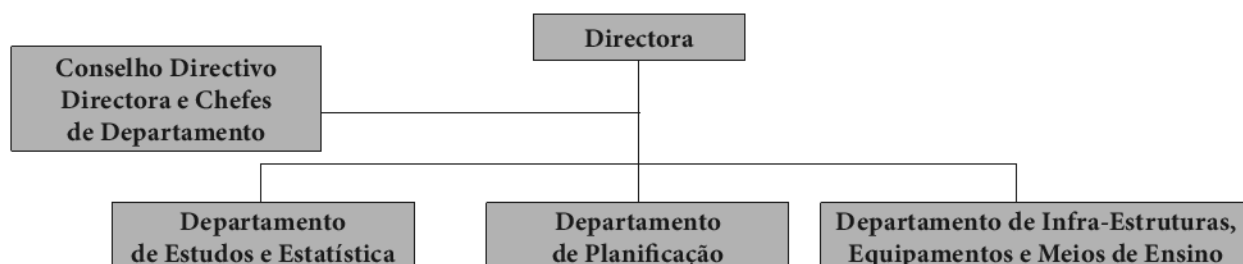 Directora
Conselho Directivo
Directora e Chefes
de Departamento
Departamento
de Estudos e Estatística
Departamento
de Planificação
Departamento de Infra-Estruturas,
Equipamentos e Meios de Ensino